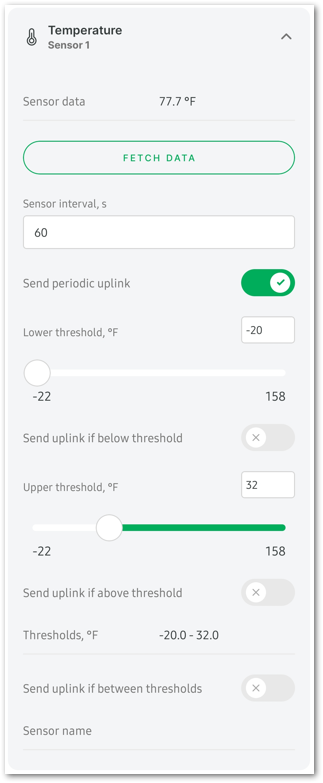 Temperature
Sensor 1
Sensor data 77.7 °F
FETCH DATA
Sensor interval, s
60
Send periodic uplink
Lower threshold, °F -20
-22 158
Send uplink if below threshold
Upper threshold, °F 32
-22 158
Send uplink if above threshold
Thresholds, °F -20.0 - 32.0
Send uplink if between thresholds
Sensor name